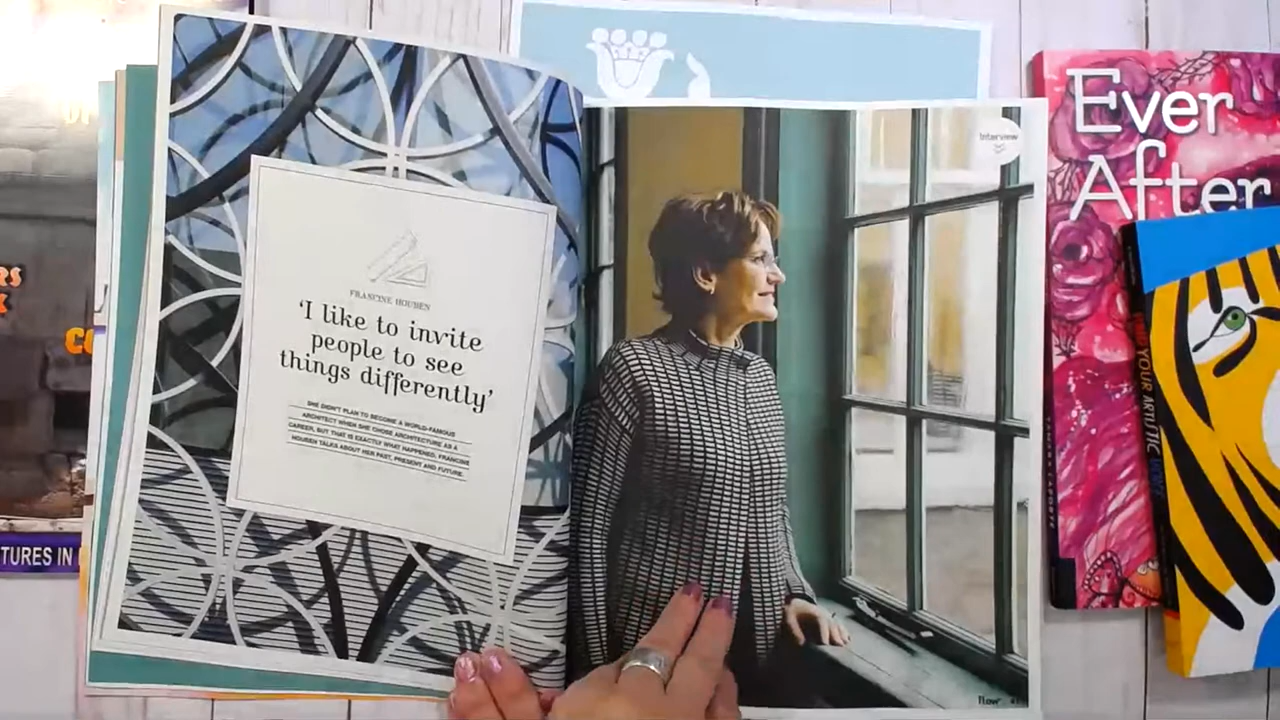 FRANCINE HOUBEN
‘I like to invite
people to see
things differently’
SHE DIDN'T PLAN TO BECOME A WORLD-FAMOUS
ARCHITECT WHEN SHE CHOSE ARCHITECTURE AS A
CAREER, BUT THAT IS EXACTLY WHAT HAPPENED. FRANCINE
HOUBEN TALKS ABOUT HER PAST, PRESENT AND FUTURE.
Interview
flow
Ever
After
YOUR ARTISTIC
TURES IN